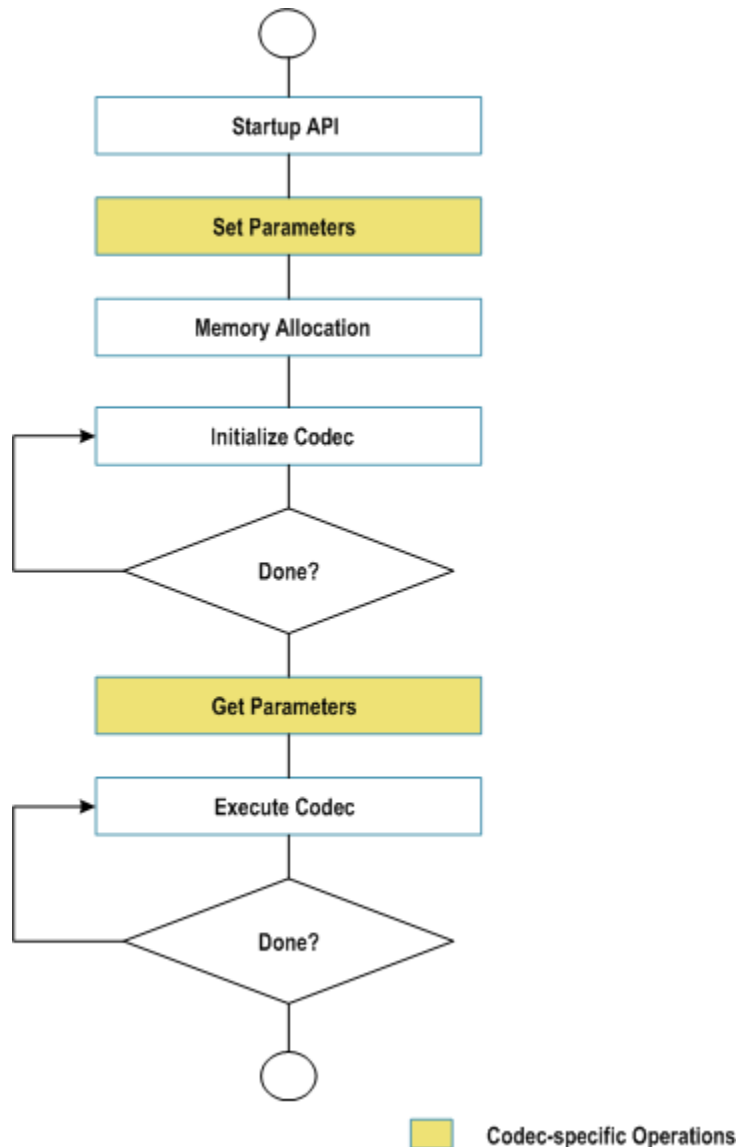 Startup API
Set Parameters
Memory Allocation
Initialize Codec
Done?
Get Parameters
Execute Codec
Done?
Codec-specific Operations